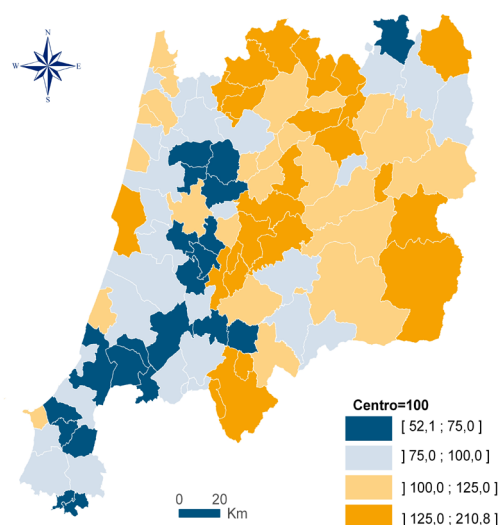 N
W E
S
Centro=100
[ 52,1 ; 75,0 ]
] 75,0 ; 100,0 ]
] 100,0 ; 125,0 ]
] 125,0 ; 210,8 ]
0 20
Km